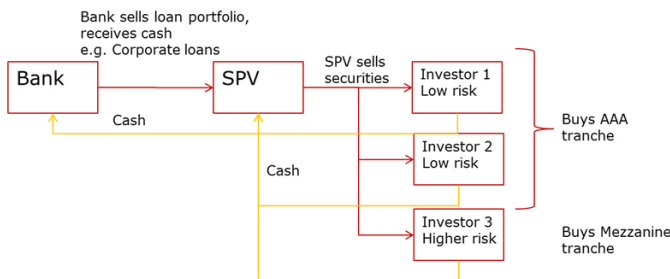 Bank sells loan portfolio,
receives cash
e.g. Corporate loans
Bank
SPV
SPV sells
securities
Investor 1
Low risk
Cash
Investor 2
Low risk
Buys AAA
tranche
Cash
Investor 3
Higher risk
Buys Mezzanine
tranche